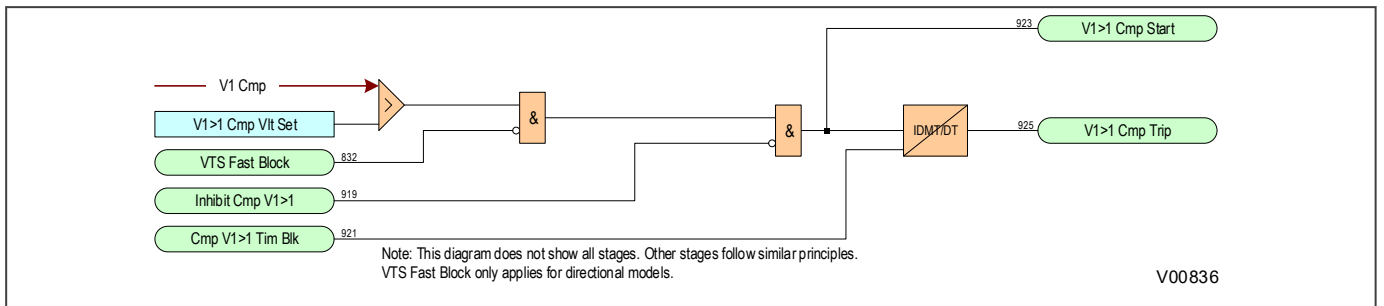 923
V1>1 Cmp Start
V1 Cmp
>
V1>1 Cmp Vlt Set
&
&
IDMT/DT
925
V1>1 Cmp Trip
VTS Fast Block
832
Inhibit Cmp V1>1
919
Cmp V1>1 Tim Blk
921
Note: This diagram does not show all stages. Other stages follow similar principles.
VTS Fast Block only applies for directional models.
V00836